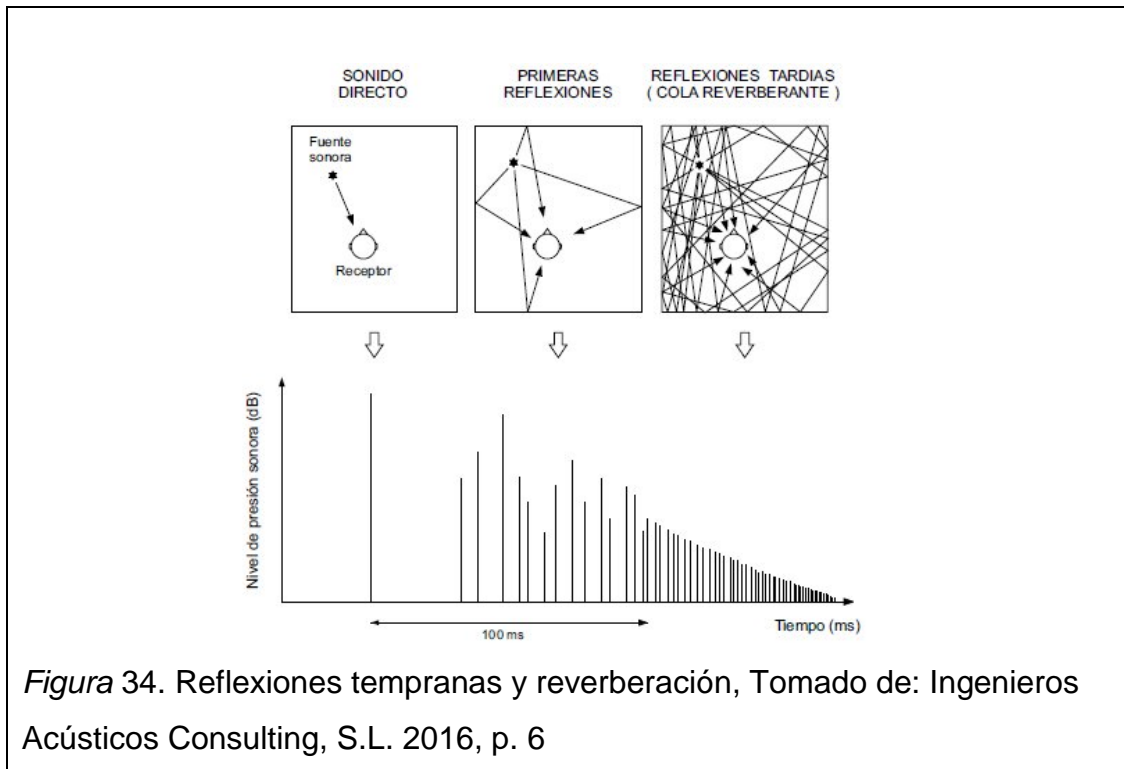 SONIDO
DIRECTO
PRIMERAS
REFLEXIONES
REFLEXIONES TARDIAS
( COLA REVERBERANTE )
Fuente
sonora
Receptor
Nivel de presión sonora (dB)
100 ms
Tiempo (ms)
Figura 34. Reflexiones tempranas y reverberación, Tomado de: Ingenieros
Acústicos Consulting, S.L. 2016, p. 6